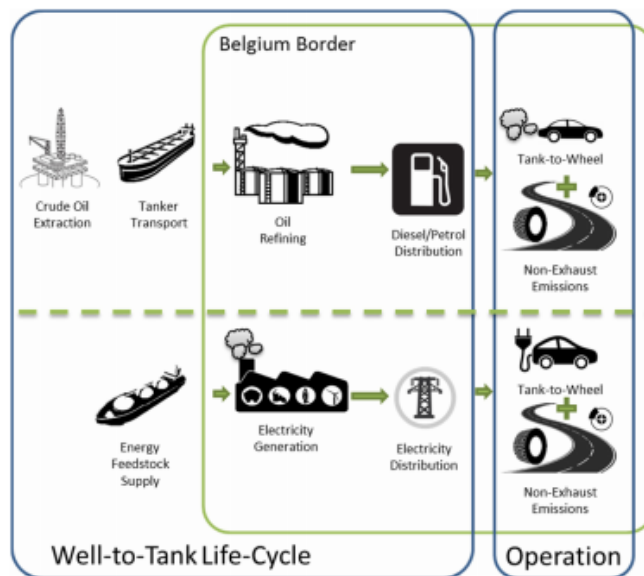 Belgium Border
Crude Oil
Extraction
Tanker
Transport
Oil
Refining
Diesel/Petrol
Distribution
Tank-to-Wheel
Non-Exhaust
Emissions
Energy
Feedstock
Supply
Electricity
Generation
Electricity
Distribution
Tank-to-Wheel
Non-Exhaust
Emissions
Well-to-Tank Life-Cycle
Operation